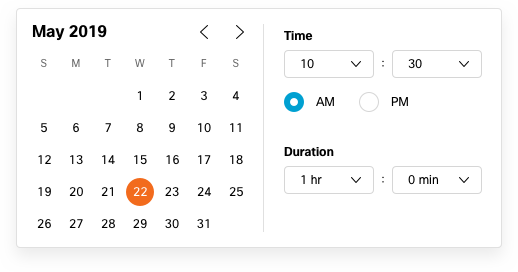 May 2019
S M T W T F S
1 2 3 4
5 6 7 8 9 10 11
12 13 14 15 16 17 18
19 20 21 22 23 24 25
26 27 28 29 30 31
Time
10 : 30
AM PM
Duration
1 hr : 0 min